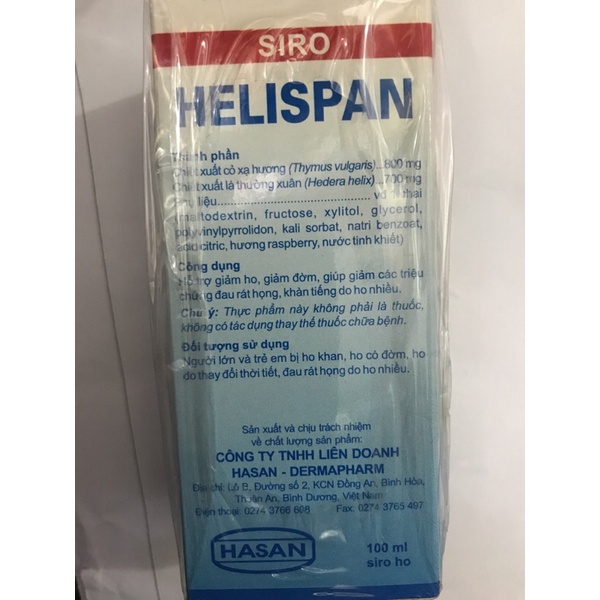 SIRO
HELISPAN
Thành phần
Chiết xuất cỏ xạ hương (Thymus vulgaris)...800 mg
Chiết xuất lá thường xuân (Hedera helix)...700 mg
Phụ liệu............................................vđ 1 chai
(maltodextrin, fructose, xylitol, glycerol,
polyvinylpyrrolidon, kali sorbat, natri benzoat,
acid citric, hương raspberry, nước tinh khiết)
Công dụng
Hỗ trợ giảm ho, giảm đờm, giúp giảm các triệu
chứng đau rát họng, khản tiếng do ho nhiều.
Chú ý: Thực phẩm này không phải là thuốc,
không có tác dụng thay thế thuốc chữa bệnh.
Đối tượng sử dụng
Người lớn và trẻ em bị ho khan, ho có đờm, ho
do thay đổi thời tiết, đau rát họng do ho nhiều.
Sản xuất và chịu trách nhiệm
về chất lượng sản phẩm:
CÔNG TY TNHH LIÊN DOANH
HASAN - DERMAPHARM
Địa chỉ: Lô B, Đường số 2, KCN Đồng An, Bình Hòa,
Thuận An, Bình Dương, Việt Nam
Điện thoại: 0274 3766 608 Fax: 0274 3765 497
HASAN
100 ml
siro ho